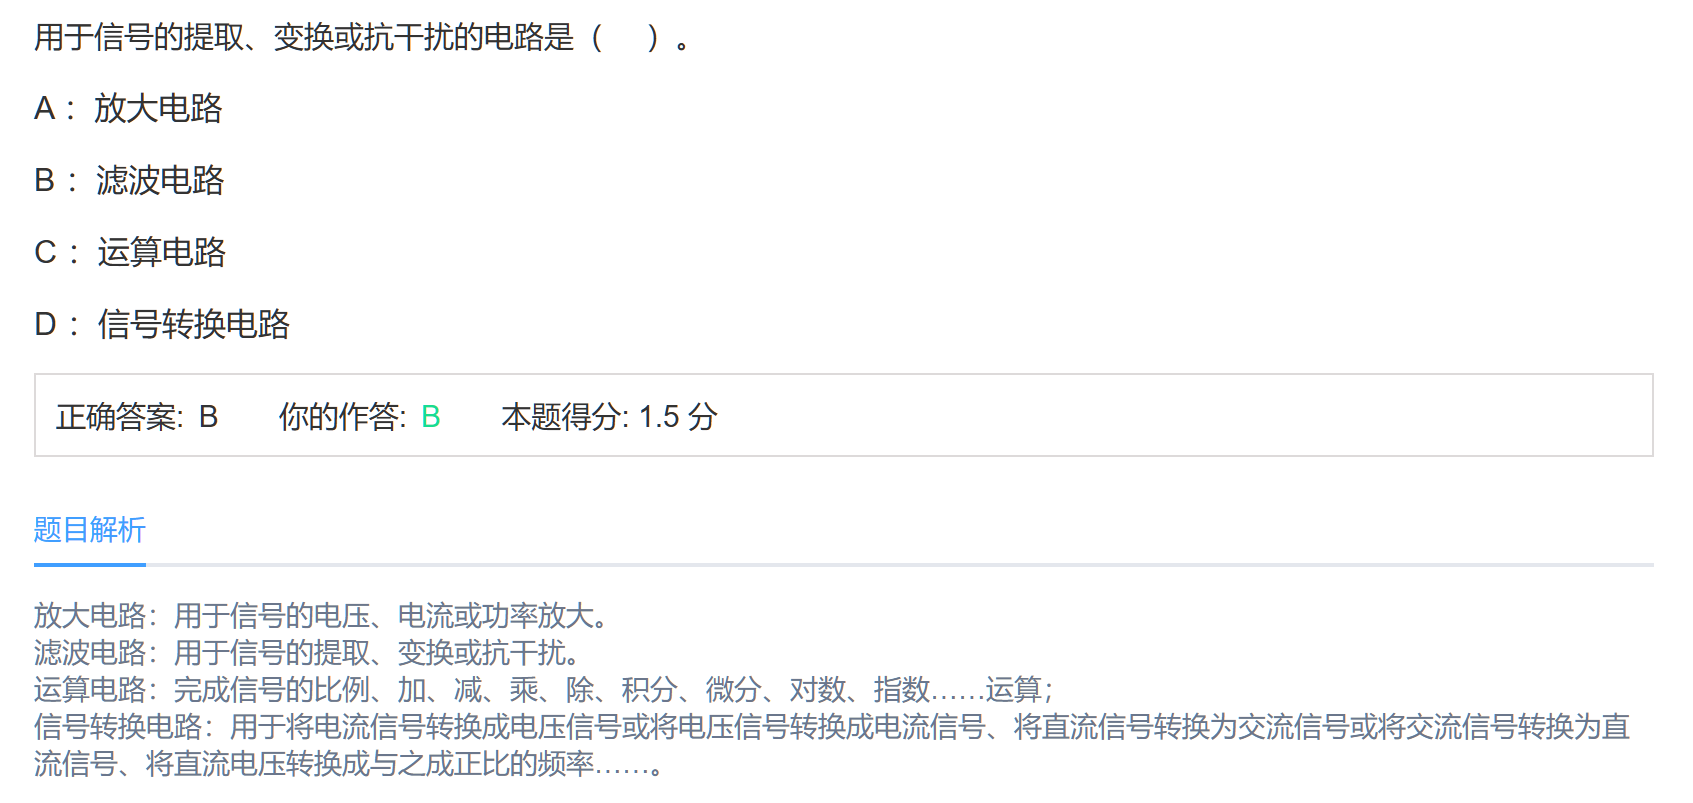 用于信号的提取、变换或抗干扰的电路是（　）。
A：放大电路
B：滤波电路
C：运算电路
D：信号转换电路
正确答案: B 你的作答: B 本题得分: 1.5 分
题目解析
放大电路：用于信号的电压、电流或功率放大。
滤波电路：用于信号的提取、变换或抗干扰。
运算电路：完成信号的比例、加、减、乘、除、积分、微分、对数、指数……运算；
信号转换电路：用于将电流信号转换成电压信号或将电压信号转换成电流信号、将直流信号转换为交流信号或将交流信号转换为直
流信号、将直流电压转换成与之成正比的频率……。